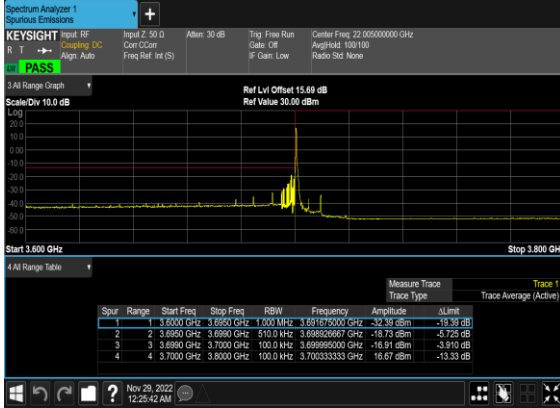 Spectrum Analyzer 1
Spurious Emissions
+
KEYSIGHT Input: RF Input Z: 50 Ω Atten: 30 dB Trig: Free Run Center Freq: 22.005000000 GHz
R T Coupling: DC Corr CCorr Gate: Off Avg|Hold: 100/100
Align: Auto Freq Ref: Int (S) IF Gain: Low Radio Std: None
LXI PASS
3 All Range Graph
Ref Lvl Offset 15.69 dB
Scale/Div 10.0 dB Ref Value 30.00 dBm
Log
20.0
10.0
0.00
-10.0
-20.0
-30.0
-40.0
-50.0
-60.0
Start 3.600 GHz Stop 3.800 GH
4 All Range Table
Measure Trace Trace 1
Trace Type Trace Average (Active)
Spur Range Start Freq Stop Freq RBW Frequency Amplitude ΔLimit
1 1 3.6000 GHz 3.6950 GHz 1.000 MHz 3.691675000 GHz -32.39 dBm -19.39 dB
2 2 3.6950 GHz 3.6990 GHz 510.0 kHz 3.698926667 GHz -18.73 dBm -5.725 dB
3 3 3.6990 GHz 3.7000 GHz 100.0 kHz 3.699995000 GHz -16.91 dBm -3.910 dB
4 4 3.7000 GHz 3.8000 GHz 100.0 kHz 3.700333333 GHz 16.67 dBm -13.33 dB
? Nov 29, 2022
12:25:42 AM